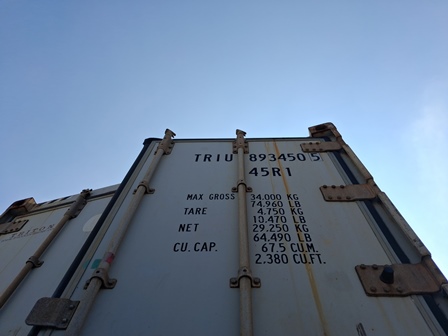 TRIU 893450 5
45R1
MAX GROSS 34.000 KG
74.960 LB
TARE 4.750 KG
10.470 LB
NET 29.250 KG
64.490 LB
CU. CAP. 67.5 CU.M.
2.380 CU.FT.
TRITON